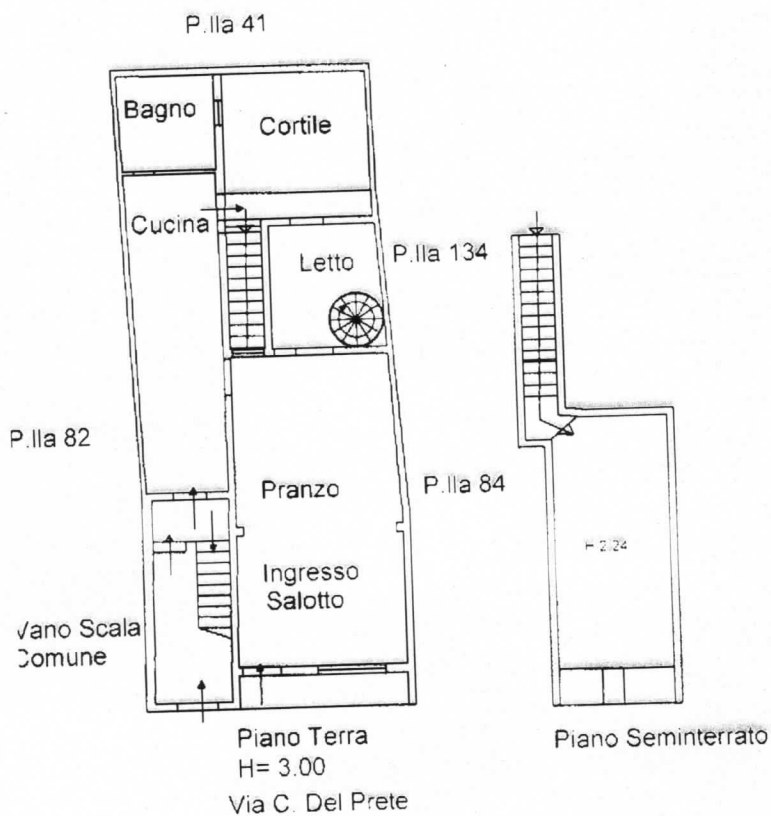 P.lla 41
Bagno
Cortile
Cucina
Letto
P.lla 134
P.lla 82
Pranzo
P.lla 84
H 2.24
Ingresso
Salotto
Vano Scala
Comune
Piano Terra
H= 3.00
Piano Seminterrato
Via C. Del Prete